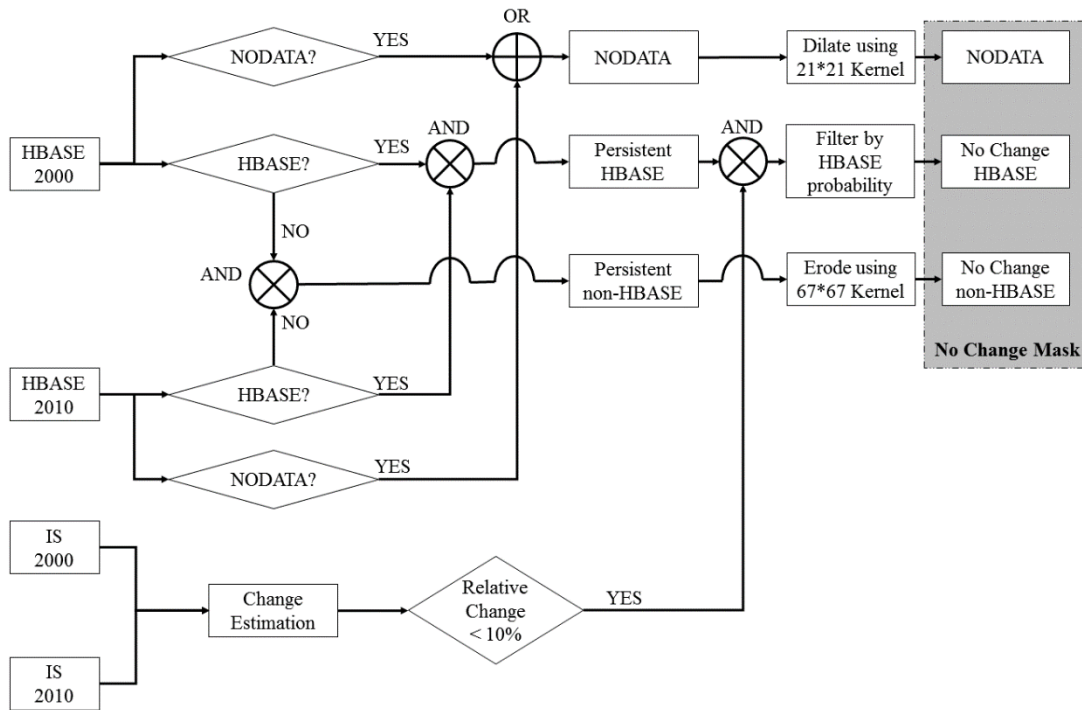 OR
NODATA?
YES
NODATA
Dilate using
21*21 Kernel
NODATA
HBASE
2000
HBASE?
YES
AND
Persistent
HBASE
AND
Filter by
HBASE
probability
No Change
HBASE
NO
AND
Persistent
non-HBASE
Erode using
67*67 Kernel
No Change
non-HBASE
NO
No Change Mask
HBASE
2010
HBASE?
YES
NODATA?
YES
IS
2000
Change
Estimation
Relative
Change
< 10%
YES
IS
2010